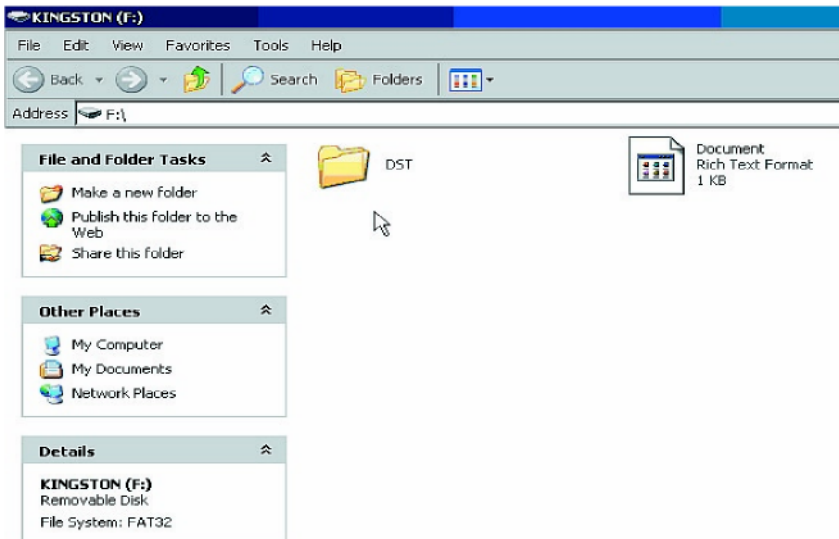 KINGSTON (F:)
File Edit View Favorites Tools Help
Back Search Folders
Address F:\
File and Folder Tasks
Make a new folder
Publish this folder to the
Web
Share this folder
Other Places
My Computer
My Documents
Network Places
Details
KINGSTON (F:)
Removable Disk
File System: FAT32
DST
Document
Rich Text Format
1 KB